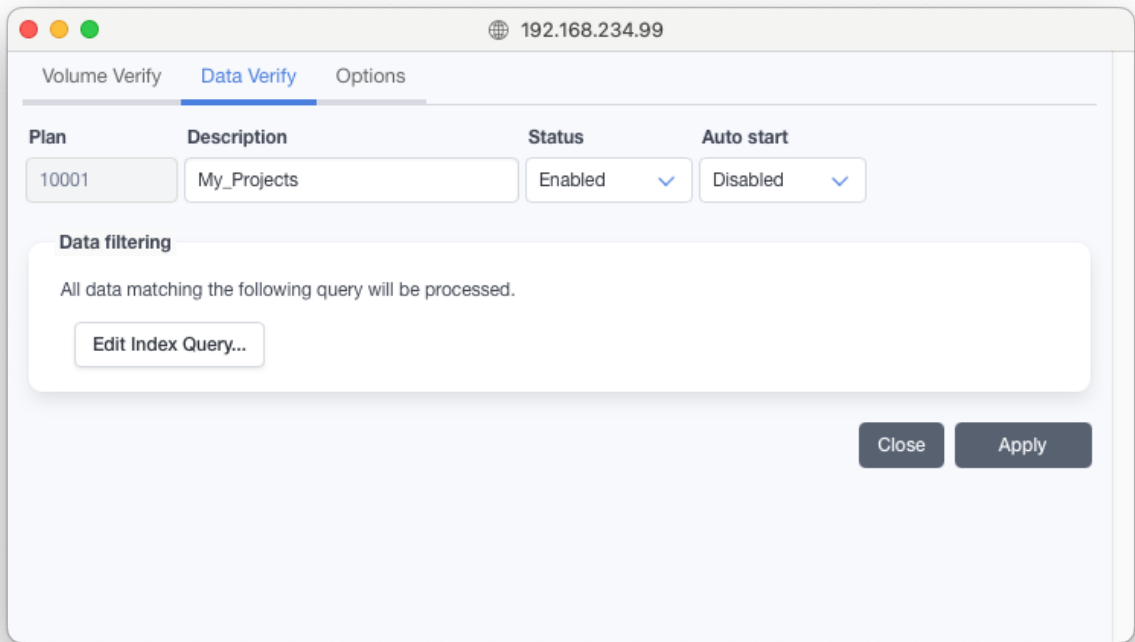 192.168.234.99
Volume Verify Data Verify Options
Plan Description Status Auto start
10001 My_Projects Enabled Disabled
Data filtering
All data matching the following query will be processed.
Edit Index Query...
Close Apply